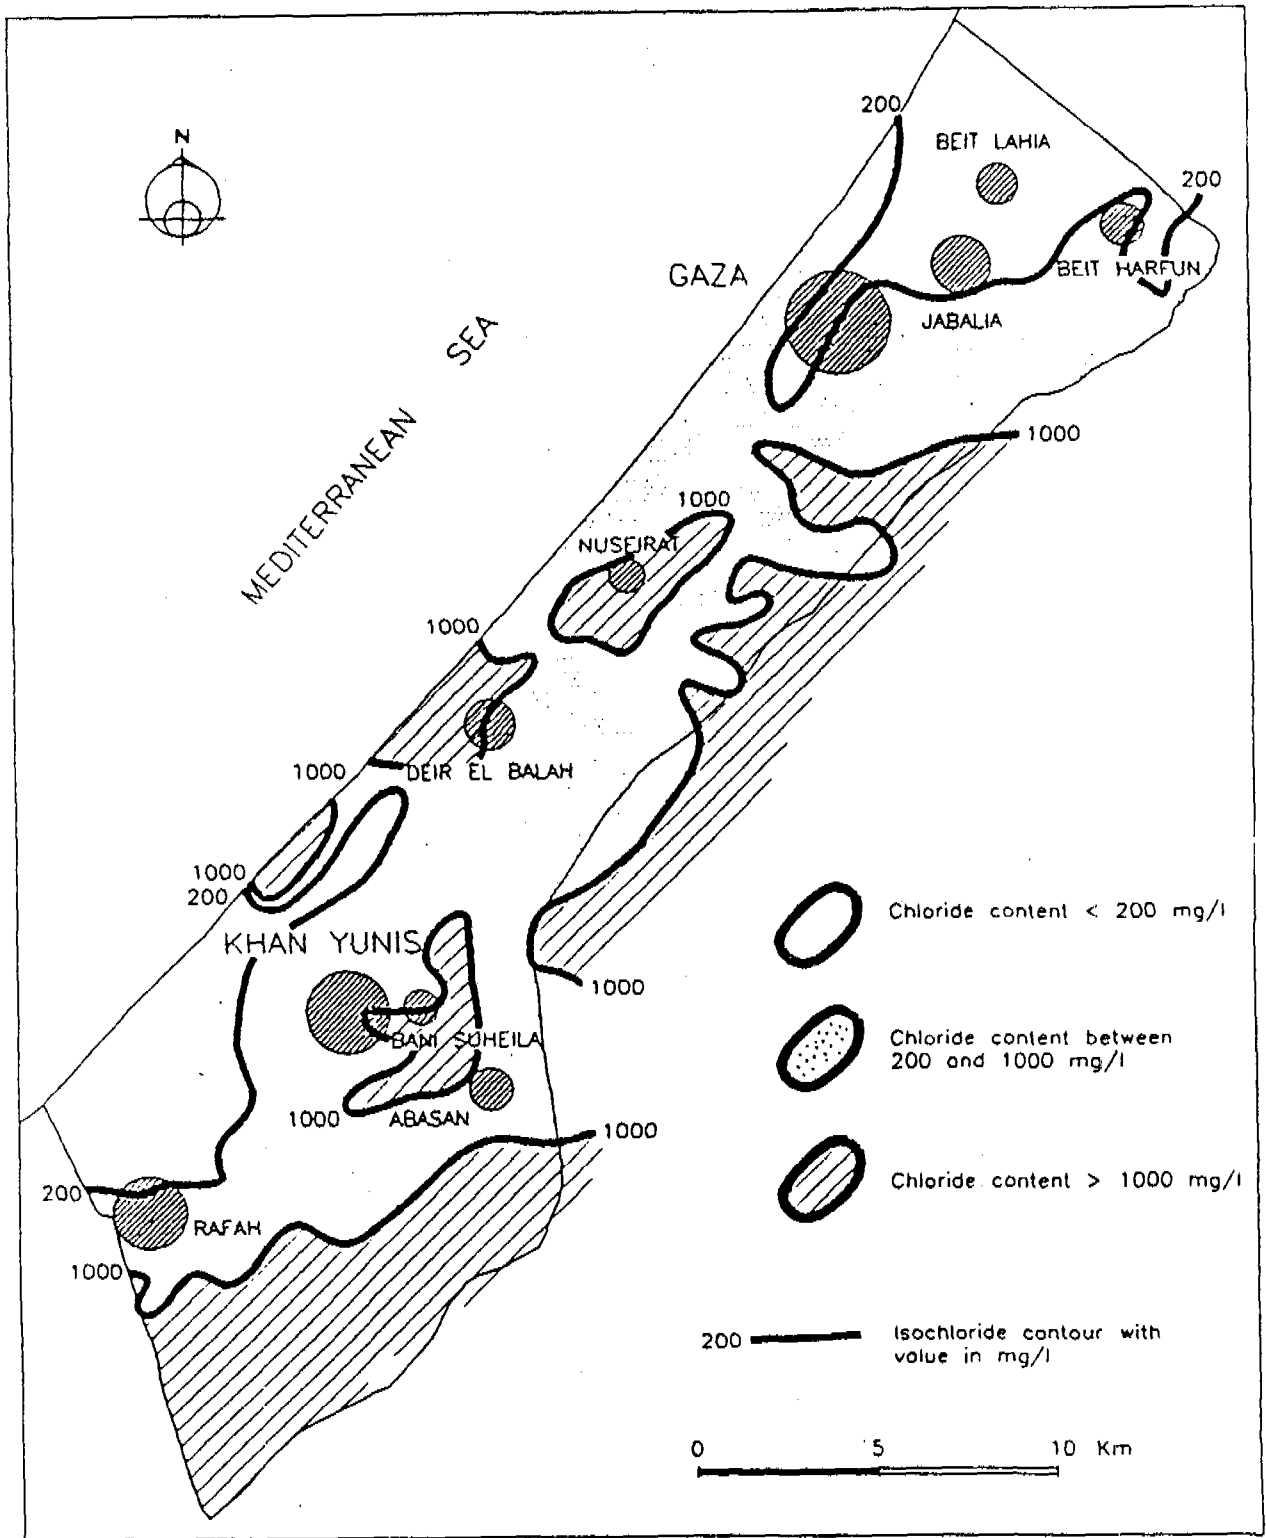 N
200
BEIT LAHIA
200
GAZA
BEIT HARFUN
JABALIA
MEDITERRANEAN SEA
1000
1000
NUSEIRAT
1000
1000
DEIR EL BALAH
1000
200
KHAN YUNIS
1000
BANI SUHEILA
1000
ABASAN
1000
200
RAFAH
1000
Chloride content < 200 mg/l
Chloride content between
200 and 1000 mg/l
Chloride content > 1000 mg/l
200
Isochloride contour with
value in mg/l
0 5 10 Km